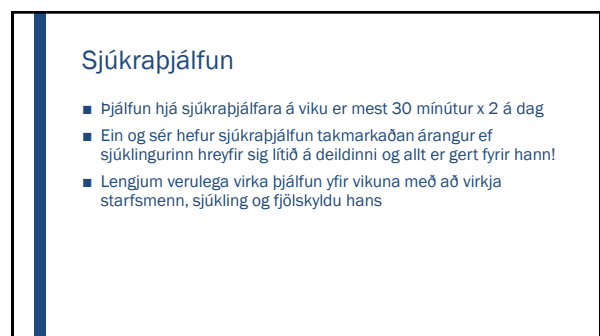 Sjúkraþjálfun
▪ Þjálfun hjá sjúkraþjálfara á viku er mest 30 mínútur x 2 á dag
▪ Ein og sér hefur sjúkraþjálfun takmarkaðan árangur ef
sjúklingurinn hreyfir sig lítið á deildinni og allt er gert fyrir hann!
▪ Lengjum verulega virka þjálfun yfir vikuna með að virkja
starfsmenn, sjúkling og fjölskyldu hans